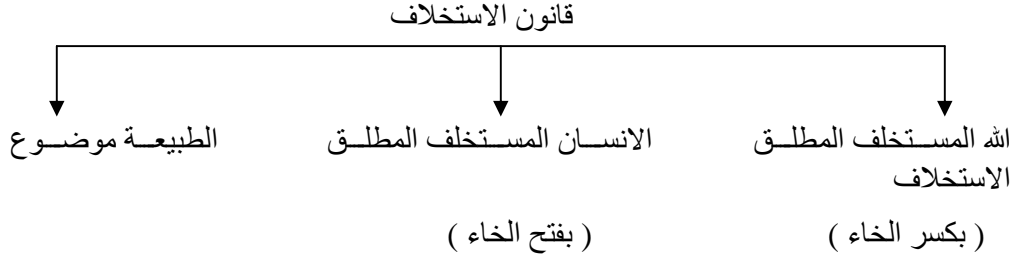 قانون الاستخلاف
الله المستخلف المطلق الانسان المستخلف المطلق الطبيعة موضوع
الاستخلاف
( بكسر الخاء ) ( بفتح الخاء )